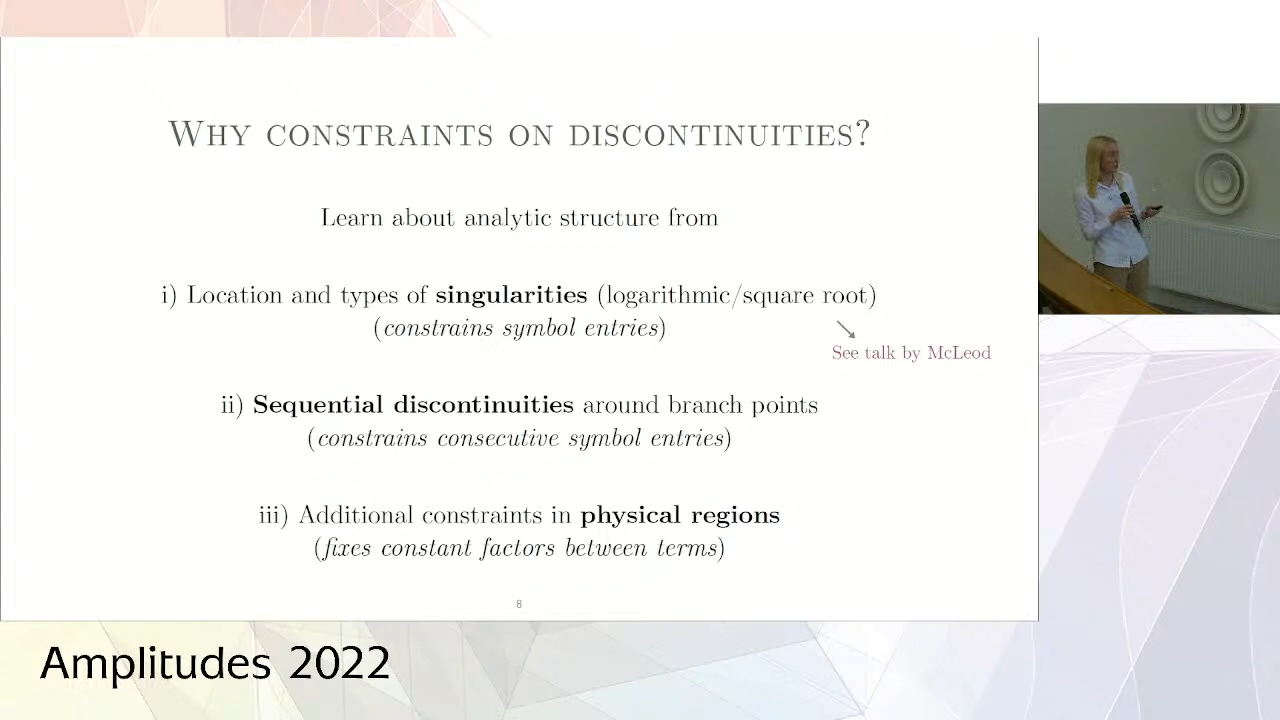 Why constraints on discontinuities?
Learn about analytic structure from
i) Location and types of singularities (logarithmic/square root)
(constrains symbol entries)
See talk by McLeod
ii) Sequential discontinuities around branch points
(constrains consecutive symbol entries)
iii) Additional constraints in physical regions
(fixes constant factors between terms)
8
Amplitudes 2022